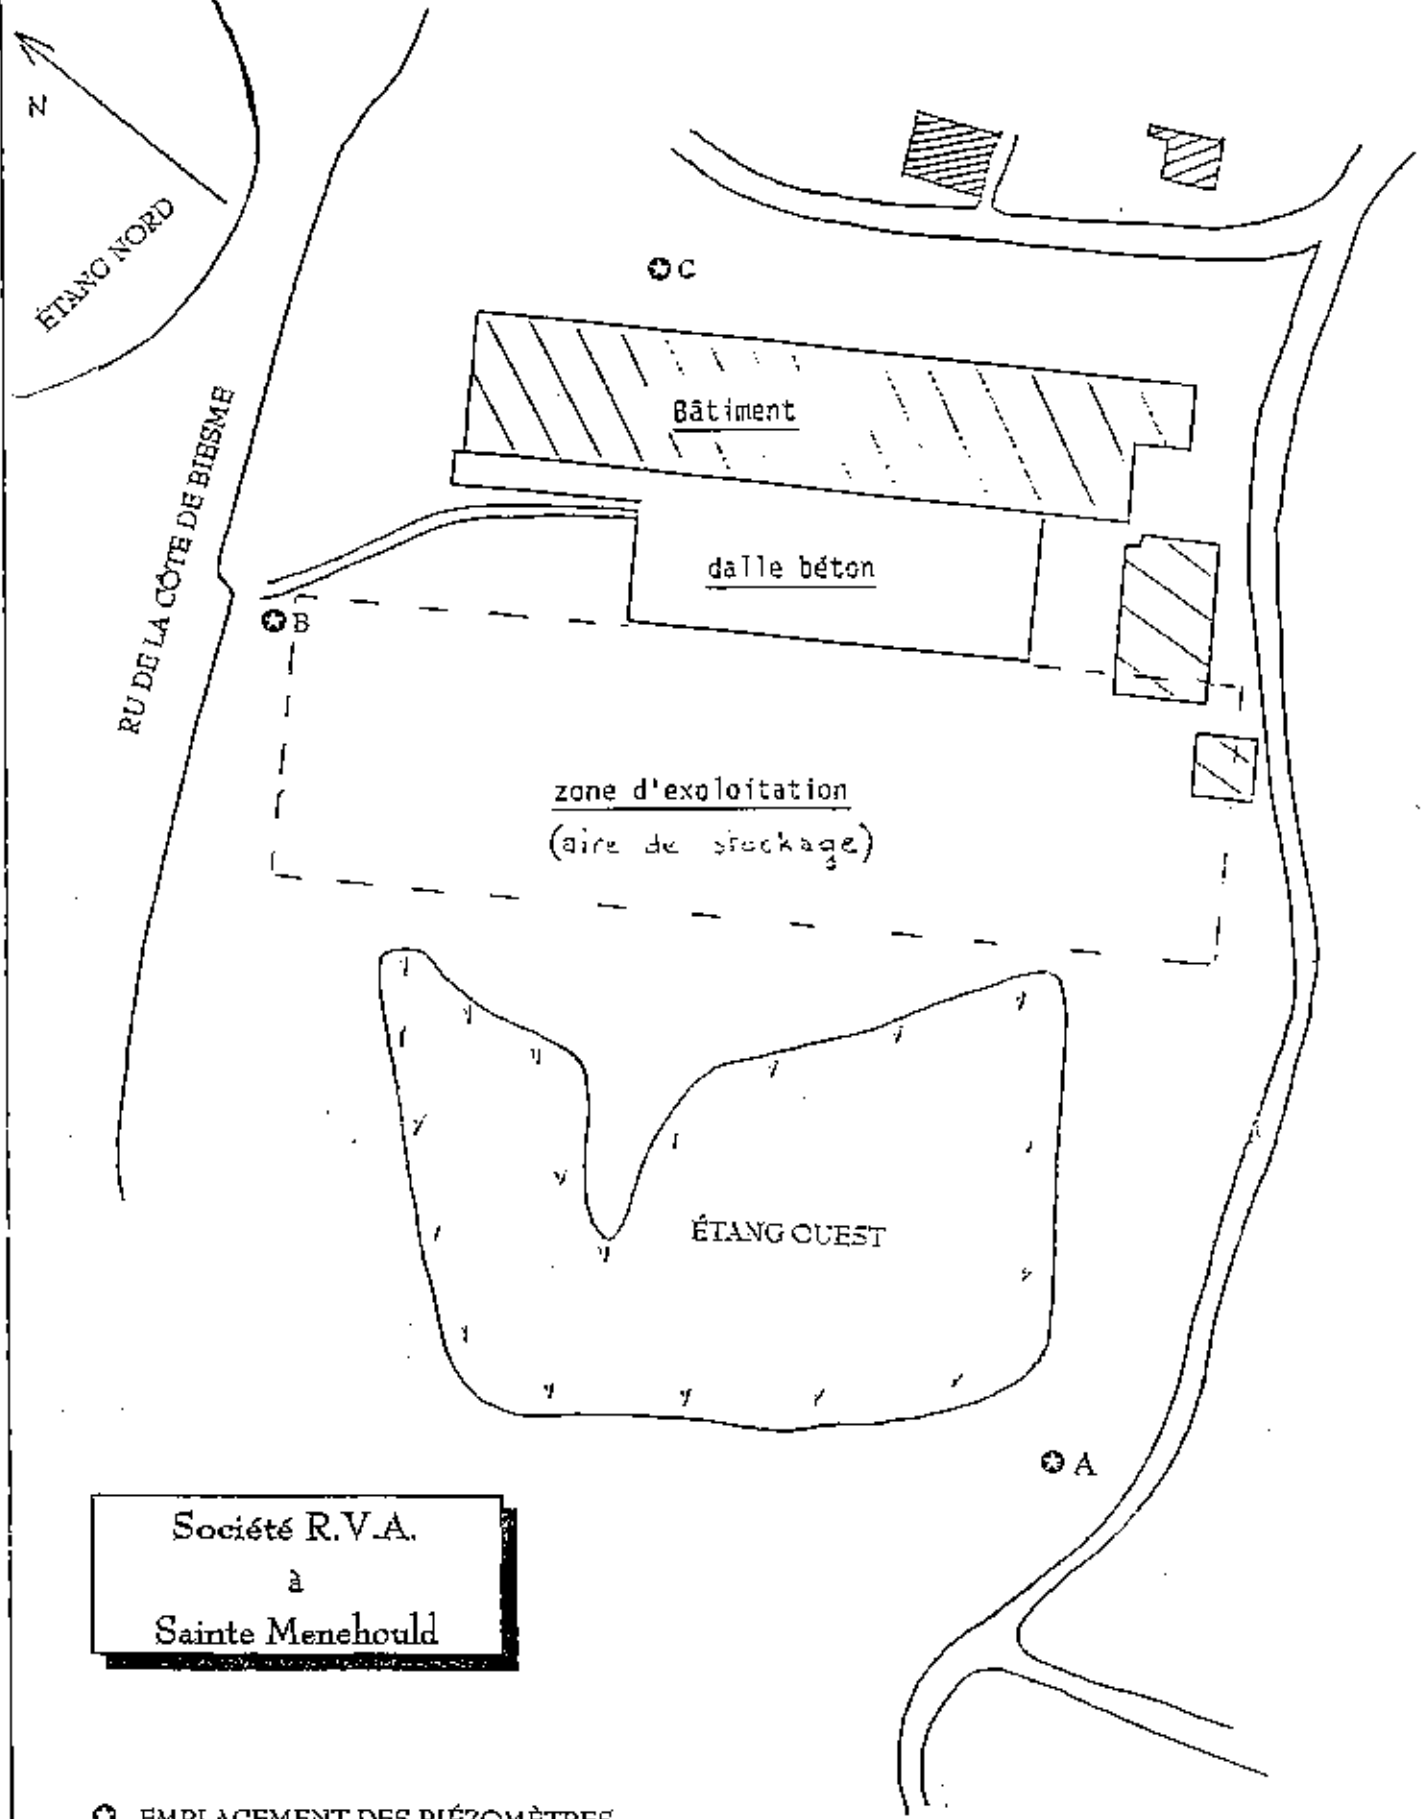 N
ÉTANG NORD
C
Bâtiment
RU DE LA CÔTE DE BIESME
dalle béton
B
zone d'exploitation
(aire de stockage)
ÉTANG OUEST
A
Société R.V.A.
à
Sainte Menehould
EMPLACEMENT DES PIÉZOMÈTRES